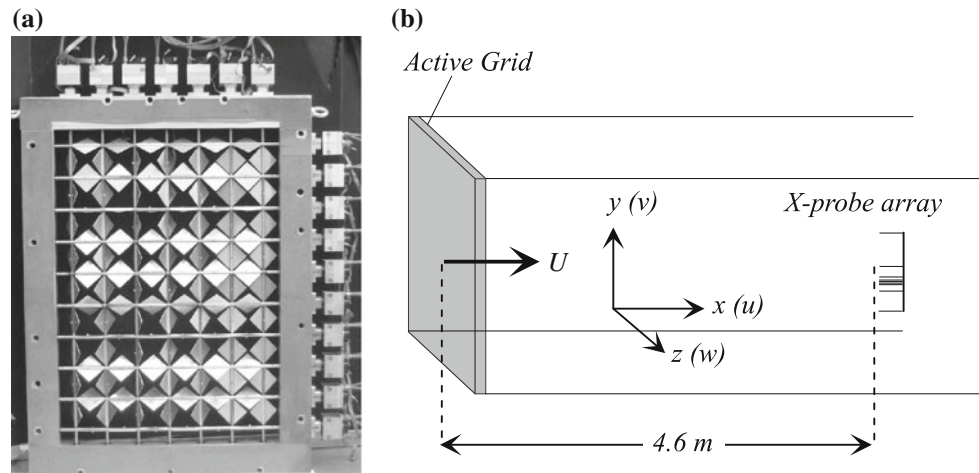 (a)
(b)
Active Grid
y (v)
X-probe array
U
x (u)
z (w)
4.6 m